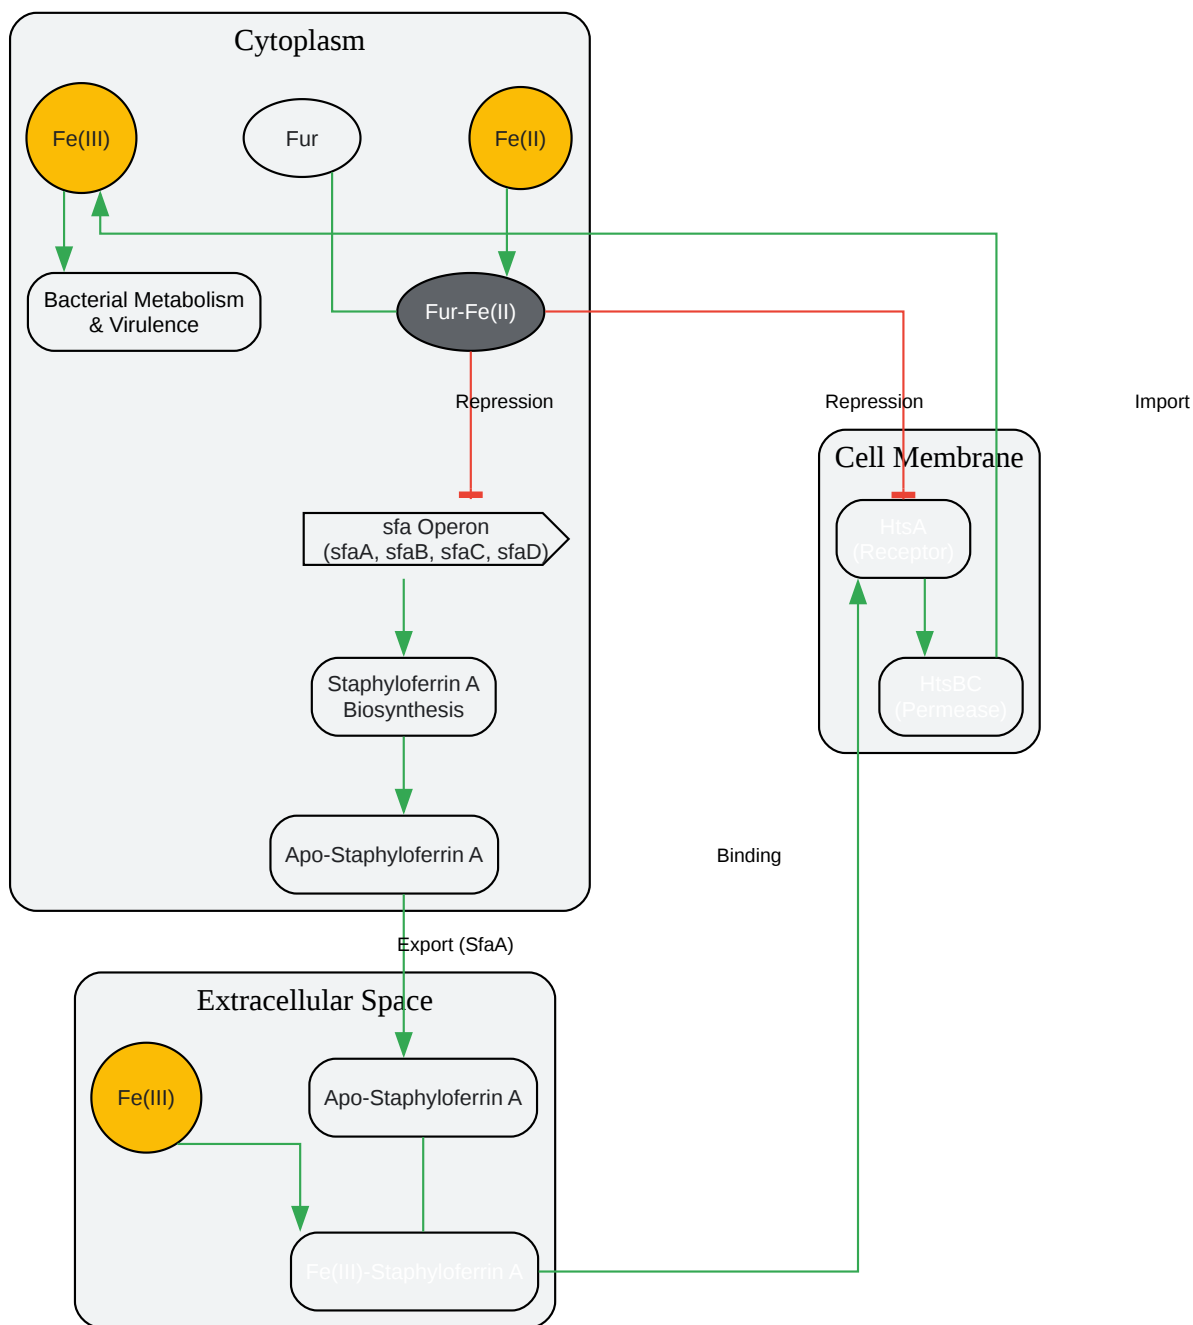 Cytoplasm
Fe(III)
Fur
Fe(II)
Bacterial Metabolism
& Virulence
Fur-Fe(II)
Repression
Repression
Import
Cell Membrane
sfa Operon
(sfaA, sfaB, sfaC, sfaD)
HtsA
(Receptor)
Staphyloferrin A
Biosynthesis
HtsBC
(Permease)
Apo-Staphyloferrin A
Binding
Export (SfaA)
Extracellular Space
Fe(III)
Apo-Staphyloferrin A
Fe(III)-Staphyloferrin A